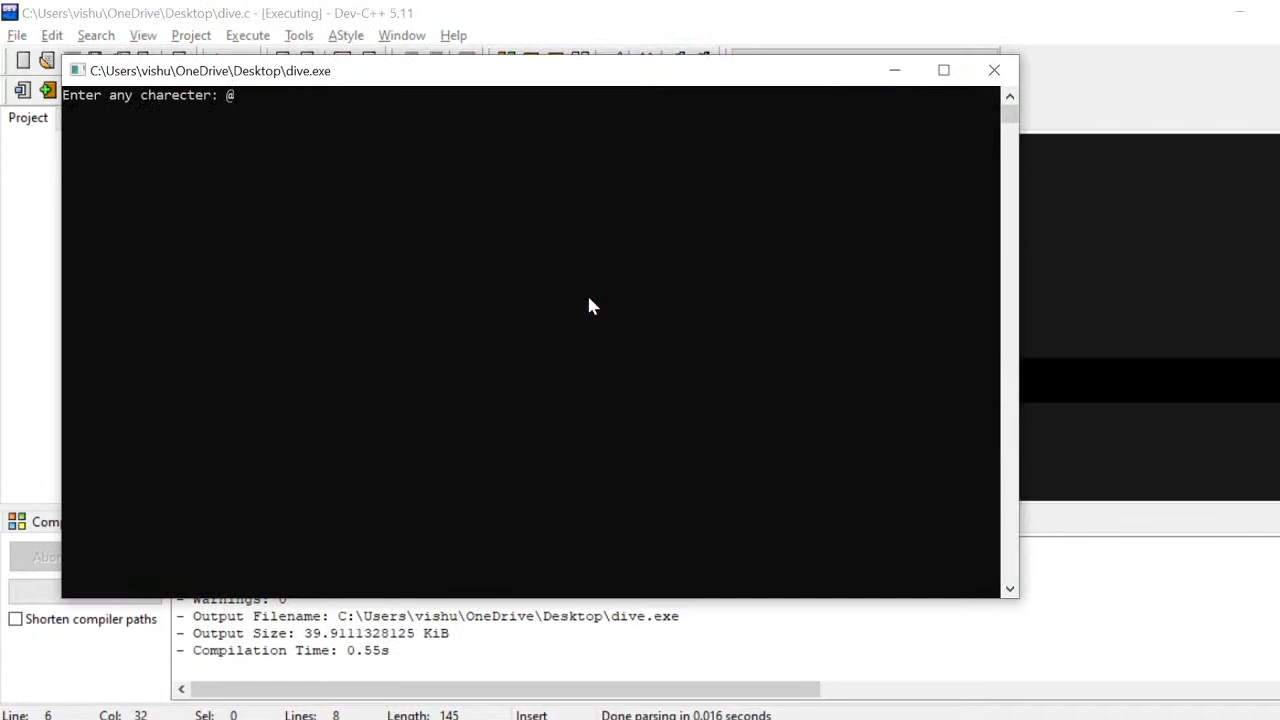 C:\Users\vishu\OneDrive\Desktop\dive.c - [Executing] - Dev-C++ 5.11
File Edit Search View Project Execute Tools AStyle Window Help
C:\Users\vishu\OneDrive\Desktop\dive.exe
Enter any charecter: @
Project
Shorten compiler paths
- Warnings: 0
- Output Filename: C:\Users\vishu\OneDrive\Desktop\dive.exe
- Output Size: 39.9111328125 KiB
- Compilation Time: 0.55s
Line: 6 Col: 32 Sel: 0 Lines: 8 Length: 145 Insert Done parsing in 0.016 seconds